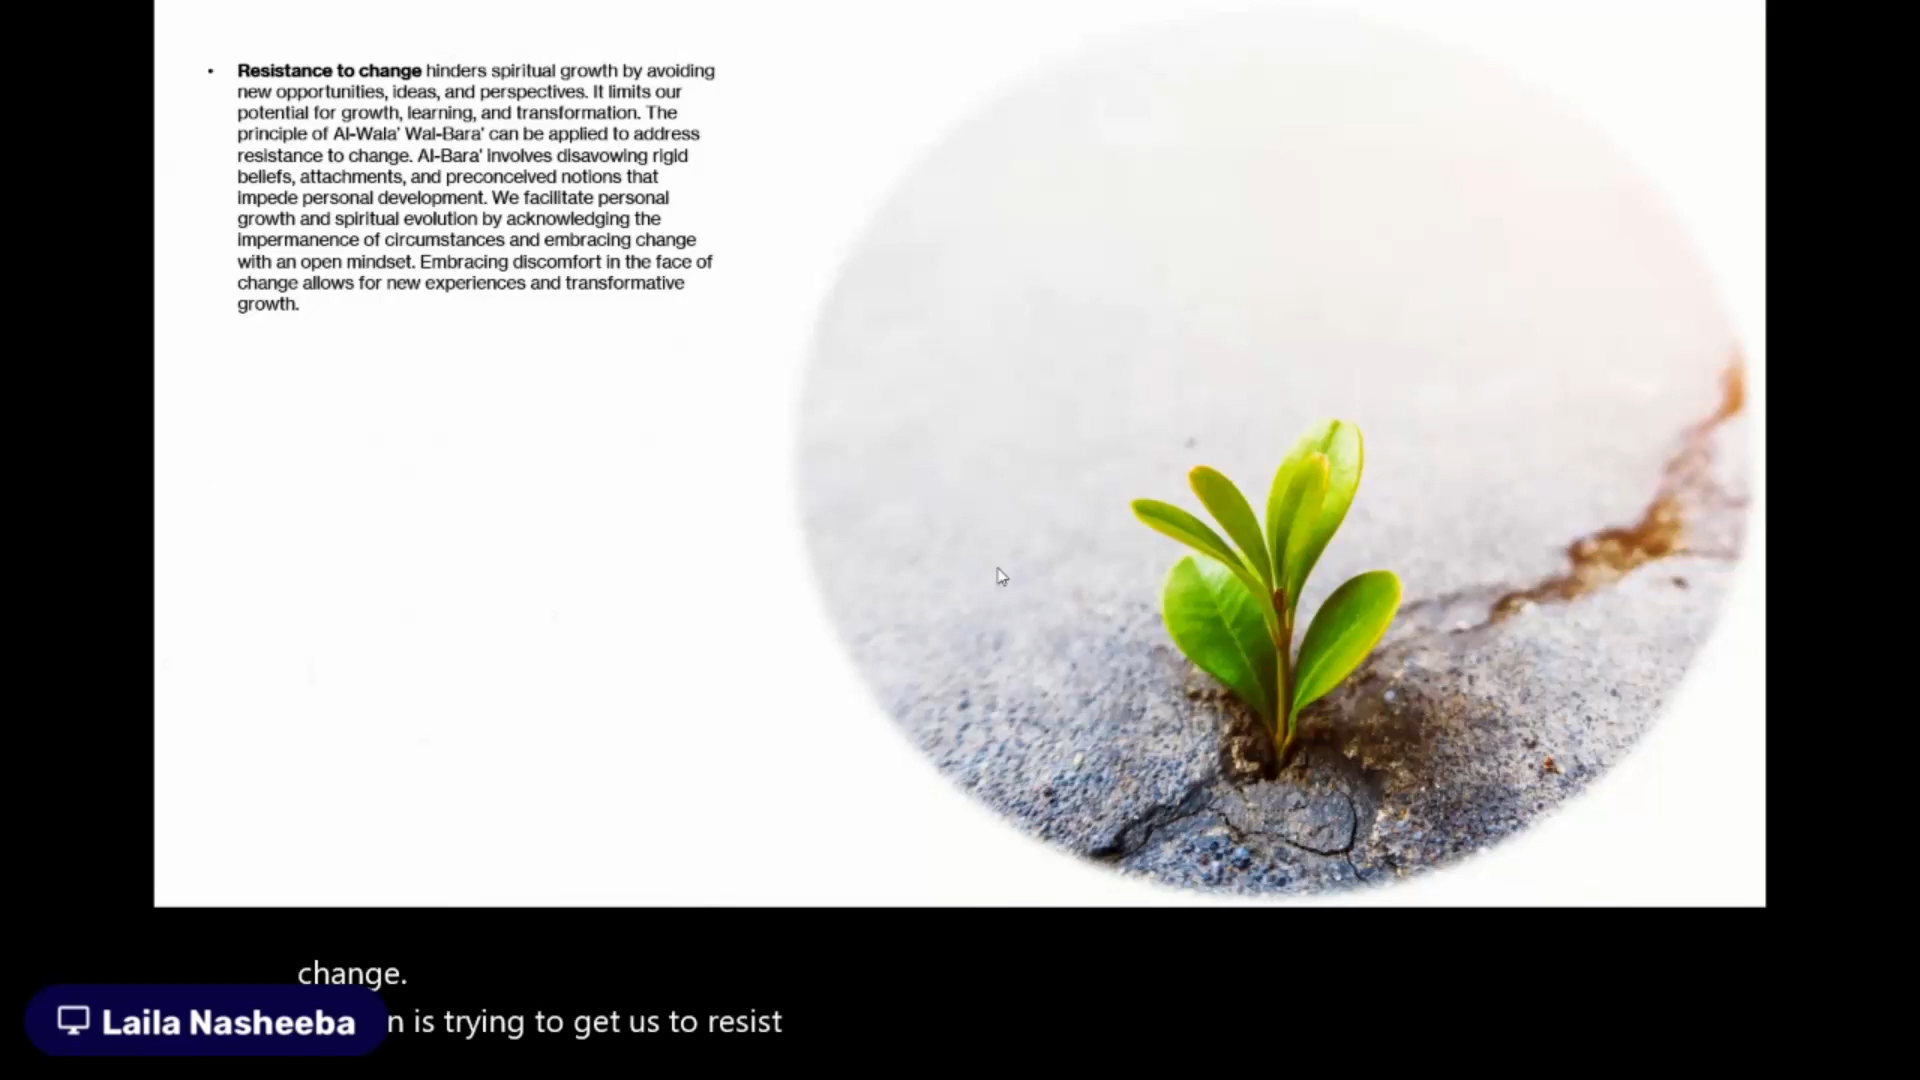 • Resistance to change hinders spiritual growth by avoiding
new opportunities, ideas, and perspectives. It limits our
potential for growth, learning, and transformation. The
principle of Al-Wala' Wal-Bara' can be applied to address
resistance to change. Al-Bara' involves disavowing rigid
beliefs, attachments, and preconceived notions that
impede personal development. We facilitate personal
growth and spiritual evolution by acknowledging the
impermanence of circumstances and embracing change
with an open mindset. Embracing discomfort in the face of
change allows for new experiences and transformative
growth.
change.
n is trying to get us to resist
Laila Nasheeba